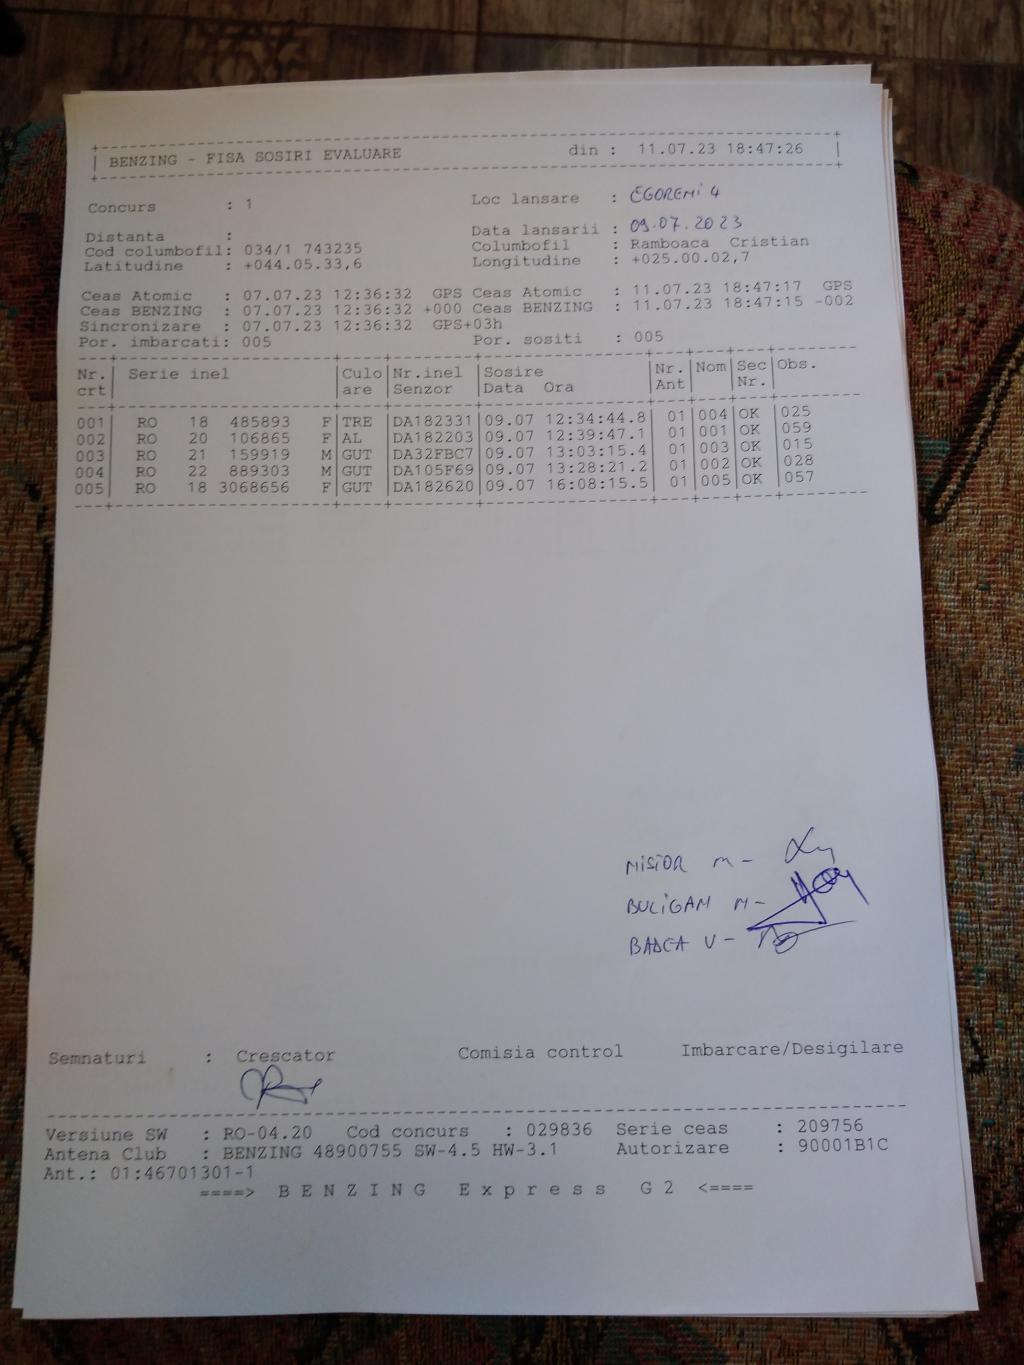 BENZING - FISA SOSIRI EVALUARE din : 11.07.23 18:47:26
Concurs : 1 Loc lansare : EGOREMI 4
Distanta : Data lansarii : 09.07.2023
Cod columbofil: 034/1 743235 Columbofil : Ramboaca Cristian
Latitudine : +044.05.33,6 Longitudine : +025.00.02,7
Ceas Atomic : 07.07.23 12:36:32 GPS Ceas Atomic : 11.07.23 18:47:17 GPS
Ceas BENZING : 07.07.23 12:36:32 +000 Ceas BENZING : 11.07.23 18:47:15 -002
Sincronizare : 07.07.23 12:36:32 GPS+03h
Por. imbarcati: 005 Por. sositi : 005
Nr. | Serie inel | Culo | Nr.inel | Sosire | Nr. | Nom | Sec | Obs.
crt | | are | Senzor | Data Ora | Ant | | Nr. |
001 | RO 18 485893 F | TRE | DA182331 | 09.07 12:34:44.8 | 01 | 004 | OK | 025
002 | RO 20 106865 F | AL | DA182203 | 09.07 12:39:47.1 | 01 | 001 | OK | 059
003 | RO 21 159919 M | GUT | DA32FBC7 | 09.07 13:03:15.4 | 01 | 003 | OK | 015
004 | RO 22 889303 M | GUT | DA105F69 | 09.07 13:28:21.2 | 01 | 002 | OK | 028
005 | RO 18 3068656 F | GUT | DA182620 | 09.07 16:08:15.5 | 01 | 005 | OK | 057
MISIOR M -
BULIGAM M -
BADEA V -
Semnaturi : Crescator Comisia control Imbarcare/Desigilare
Versiune SW : RO-04.20 Cod concurs : 029836 Serie ceas : 209756
Antena Club : BENZING 48900755 SW-4.5 HW-3.1 Autorizare : 90001B1C
Ant.: 01:46701301-1
====> B E N Z I N G E x p r e s s G 2 <====